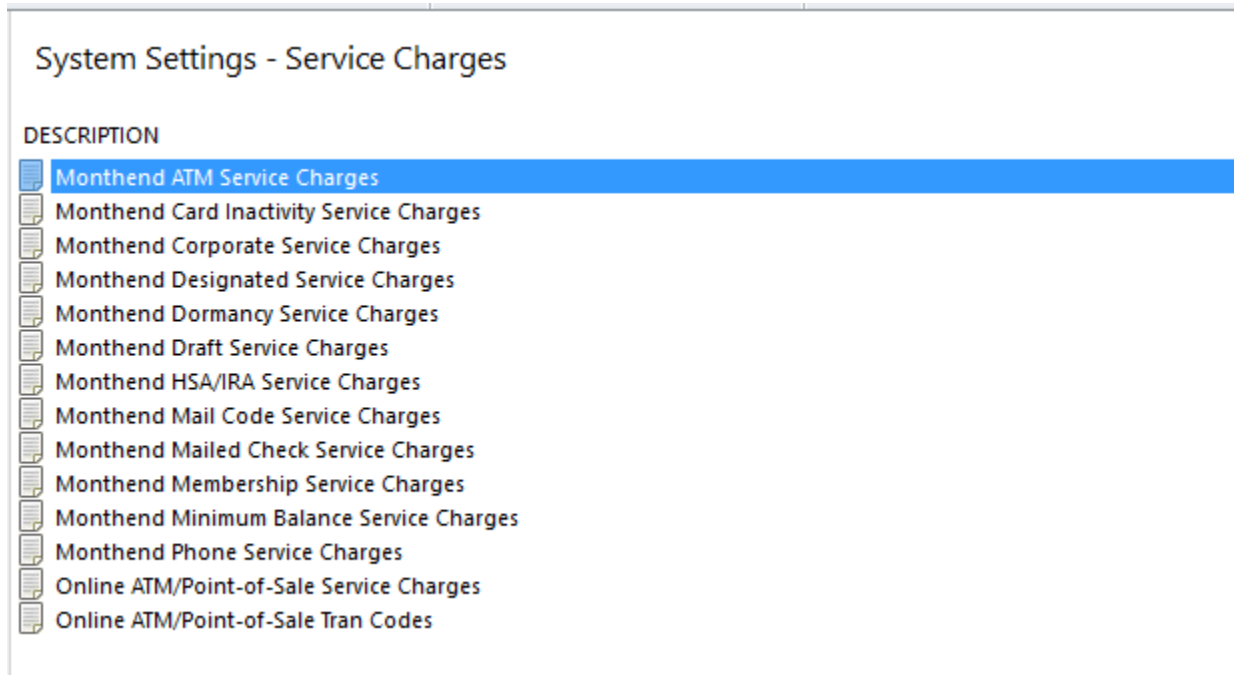 System Settings - Service Charges
DESCRIPTION
Monthend ATM Service Charges
Monthend Card Inactivity Service Charges
Monthend Corporate Service Charges
Monthend Designated Service Charges
Monthend Dormancy Service Charges
Monthend Draft Service Charges
Monthend HSA/IRA Service Charges
Monthend Mail Code Service Charges
Monthend Mailed Check Service Charges
Monthend Membership Service Charges
Monthend Minimum Balance Service Charges
Monthend Phone Service Charges
Online ATM/Point-of-Sale Service Charges
Online ATM/Point-of-Sale Tran Codes